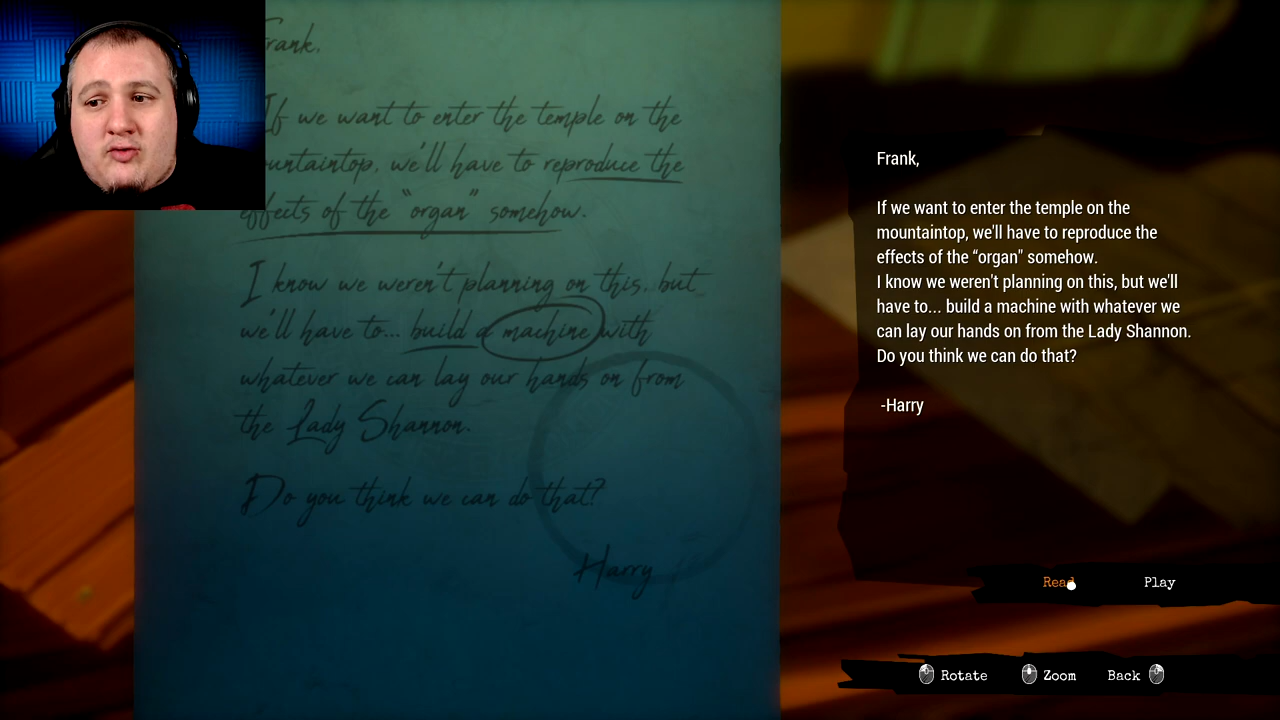 Frank,
If we want to enter the temple on the
mountaintop, we'll have to reproduce the
effects of the "organ" somehow.
I know we weren't planning on this, but
we'll have to... build a machine with
whatever we can lay our hands on from
the Lady Shannon.
Do you think we can do that?
Harry
Frank,
If we want to enter the temple on the
mountaintop, we'll have to reproduce the
effects of the “organ” somehow.
I know we weren't planning on this, but we'll
have to... build a machine with whatever we
can lay our hands on from the Lady Shannon.
Do you think we can do that?
-Harry
Read Play
Rotate Zoom Back